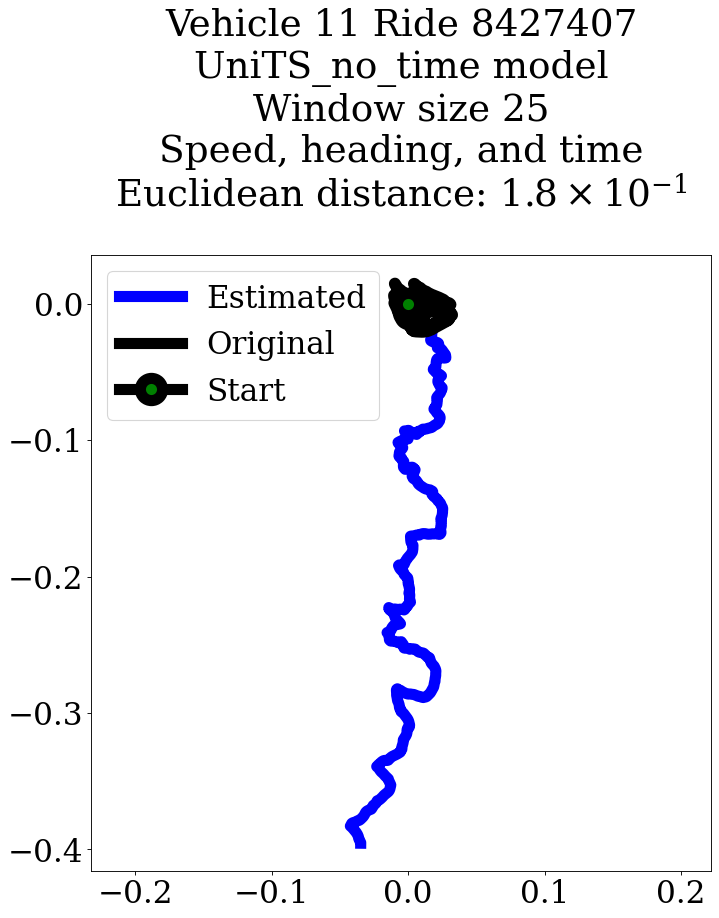 Vehicle 11 Ride 8427407
UniTS_no_time model
Window size 25
Speed, heading, and time
Euclidean distance: 1.8 × 10⁻¹
Estimated
Original
Start
0.0
−0.1
−0.2
−0.3
−0.4
−0.2
−0.1
0.0
0.1
0.2